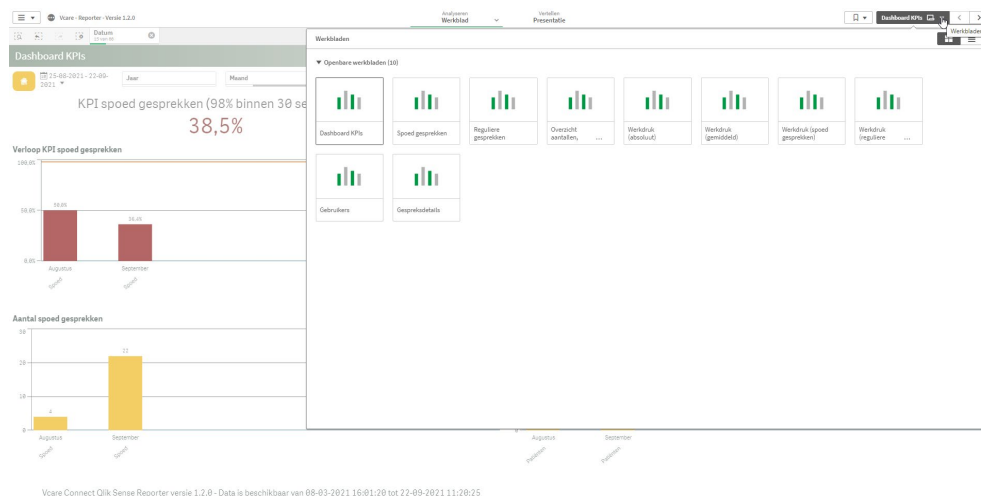 Vcare - Reporter - Versie 1.2.0
Analyseren
Werkblad
Vertellen
Presentatie
Dashboard KPIs
Werkbladen
Datum
Dashboard KPIs
25-08-2021 - 22-09-
2021
Jaar
Maand
KPI spoed gesprekken (98% binnen 30 se
38,5%
Verloop KPI spoed gesprekken
100,0%
50,0%
0,0%
50,0%
Augustus
September
Spoed
Spoed
Aantal spoed gesprekken
30
20
10
0
4
Augustus
September
Spoed
Spoed
Werkbladen
Openbare werkbladen (10)
Dashboard KPIs
Spoed gesprekken
Reguliere
gesprekken
Overzicht
aantallen, ...
Werkdruk
(absoluut)
Werkdruk
(gemiddeld)
Werkdruk (spoed
gesprekken)
Werkdruk
(reguliere ...
Gebruikers
Gespreksdetails
0
Augustus
September
Patiënten
Patiënten
Vcare Connect Qlik Sense Reporter versie 1.2.0 - Data is beschikbaar van 08-03-2021 16:01:20 tot 22-09-2021 11:20:25